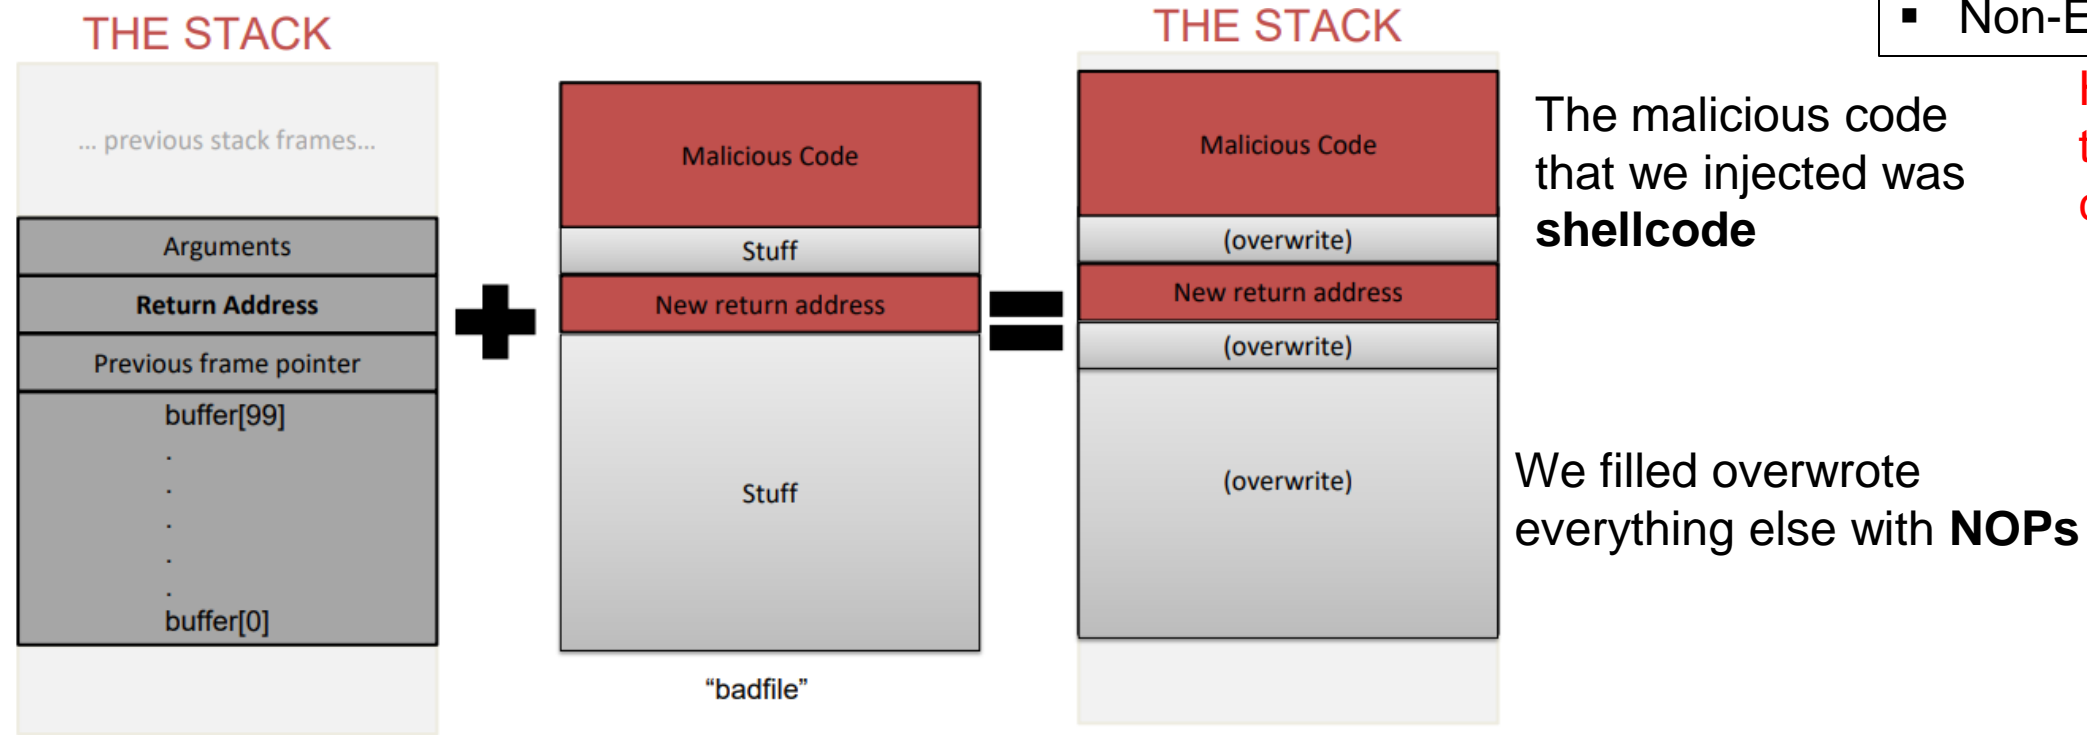 THE STACK
... previous stack frames...
Arguments
Return Address
Previous frame pointer
buffer[99]
.
.
.
.
.
buffer[0]
Malicious Code
Stuff
New return address
Stuff
“badfile”
THE STACK
Malicious Code
(overwrite)
New return address
(overwrite)
(overwrite)
The malicious code
that we injected was
shellcode
We filled overwrote
everything else with NOPs
▪ Non-E